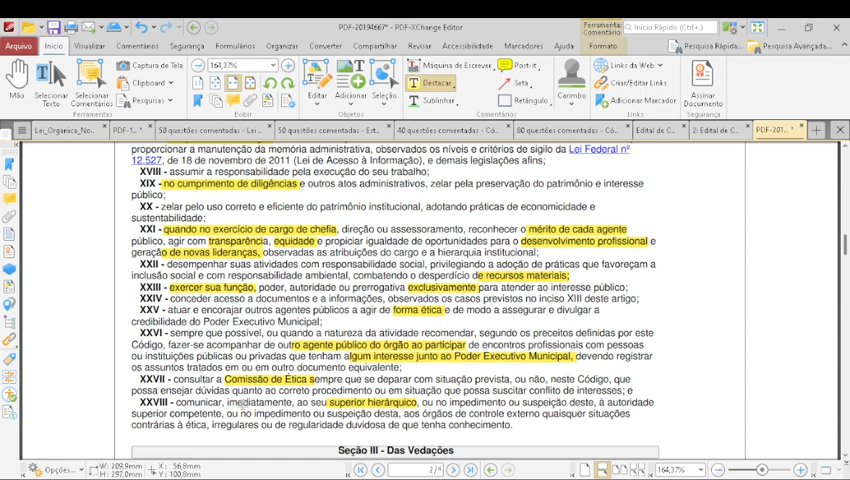 PDF-20194667* - PDF-XChange Editor
Ferramenta:
Comentário
Início Rápido (Ctrl+.)
Arquivo Início Visualizar Comentários Segurança Formulários Organizar Converter Compartilhar Revisar Accessibilidade Marcadores Ajuda Formato Pesquisa Rápida... Pesquisa Avançada...
Mão
Selecionar Texto
Selecionar Comentários
Captura de Tela
Clipboard
Pesquisas
164,37%
Editar
Adicionar
Seleção
Máquina de Escrever
Destacar
Sublinhar
Post-it
Seta
Retângulo
Comentários
Carimbo
Links da Web
Criar/Editar Links
Adicionar Marcador
Links
Assinar Documento
Segurança
Lei_Organica_No... PDF-1... 50 questões comentadas - Lei ... 50 questões comentadas - Est... 40 questões comentadas - Có... 60 questões comentadas - Có... Edital de C... 2: Edital de C... PDF-201... *
proporcionar a manutenção da memória administrativa, observados os níveis e critérios de sigilo da Lei Federal nº
12.527, de 18 de novembro de 2011 (Lei de Acesso à Informação), e demais legislações afins;
XVIII - assumir a responsabilidade pela execução do seu trabalho;
XIX - no cumprimento de diligências e outros atos administrativos, zelar pela preservação do patrimônio e interesse
público;
XX - zelar pelo uso correto e eficiente do patrimônio institucional, adotando práticas de economicidade e
sustentabilidade;
XXI - quando no exercício de cargo de chefia, direção ou assessoramento, reconhecer o mérito de cada agente
público, agir com transparência, equidade e propiciar igualdade de oportunidades para o desenvolvimento profissional e
geração de novas lideranças, observadas as atribuições do cargo e a hierarquia institucional;
XXII - desempenhar suas atividades com responsabilidade social, privilegiando a adoção de práticas que favoreçam a
inclusão social e com responsabilidade ambiental, combatendo o desperdício de recursos materiais;
XXIII - exercer sua função, poder, autoridade ou prerrogativa exclusivamente para atender ao interesse público;
XXIV - conceder acesso a documentos e a informações, observados os casos previstos no inciso XIII deste artigo;
XXV - atuar e encorajar outros agentes públicos a agir de forma ética e de modo a assegurar e divulgar a
credibilidade do Poder Executivo Municipal;
XXVI - sempre que possível, ou quando a natureza da atividade recomendar, segundo os preceitos definidas por este
Código, fazer-se acompanhar de outro agente público do órgão ao participar de encontros profissionais com pessoas
ou instituições públicas ou privadas que tenham algum interesse junto ao Poder Executivo Municipal, devendo registrar
os assuntos tratados em ou em outro documento equivalente;
XXVII - consultar a Comissão de Ética sempre que se deparar com situação prevista, ou não, neste Código, que
possa ensejar dúvidas quanto ao correto procedimento ou em situação que possa suscitar conflito de interesses; e
XXVIII - comunicar, imediatamente, ao seu superior hierárquico, ou no impedimento ou suspeição deste, à autoridade
superior competente, ou no impedimento ou suspeição desta, aos órgãos de controle externo quaisquer situações
contrárias à ética, irregulares ou de regularidade duvidosa de que tenha conhecimento.
Seção III - Das Vedações
Opções... W: 209,9mm X: 56,8mm 2/4 164,37%
H: 297,0mm Y: 100,8mm